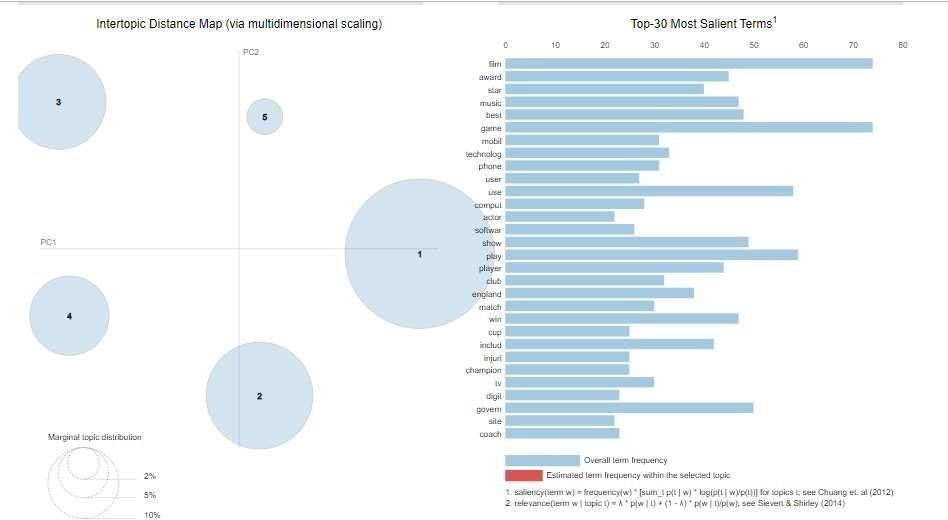 Intertopic Distance Map (via multidimensional scaling)
PC2
PC1
3
5
1
4
2
Marginal topic distribution
2%
5%
10%
Top-30 Most Salient Terms1
0 10 20 30 40 50 60 70 80
film
award
star
music
best
game
mobil
technolog
phone
user
use
comput
actor
softwar
show
play
player
club
england
match
win
cup
includ
injuri
champion
tv
digit
govern
site
coach
Overall term frequency
Estimated term frequency within the selected topic
1. saliency(term w) = frequency(w) * [sum_t p(t | w) * log(p(t | w)/p(t))] for topics t; see Chuang et. al (2012)
2. relevance(term w | topic t) = λ * p(w | t) + (1 - λ) * p(w | t)/p(w); see Sievert & Shirley (2014)